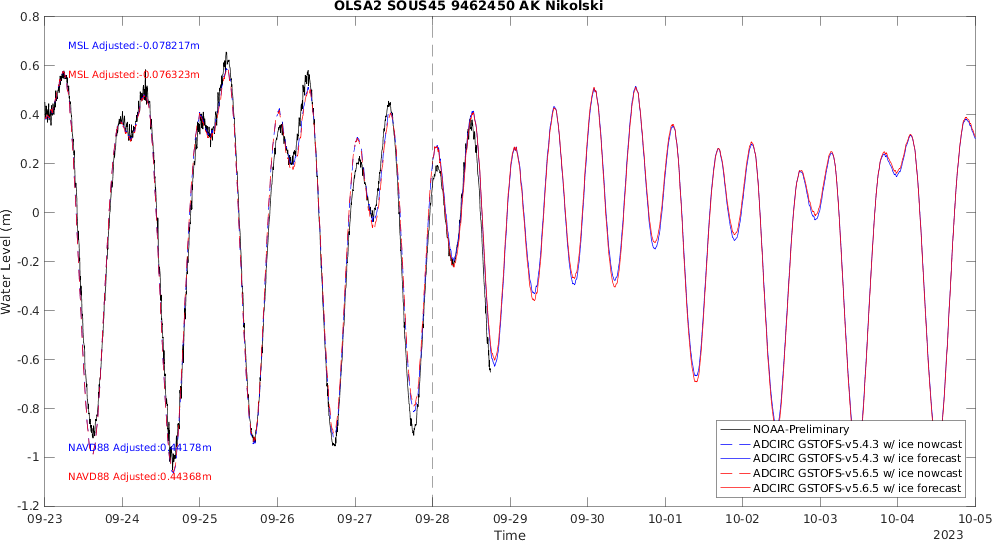 OLSA2 SOUS45 9462450 AK Nikolski
0.8
0.6
0.4
0.2
0
-0.2
-0.4
-0.6
-0.8
-1
-1.2
Water Level (m)
MSL Adjusted:-0.078217m
MSL Adjusted:-0.076323m
NAVD88 Adjusted:0.44178m
NAVD88 Adjusted:0.44368m
NOAA-Preliminary
ADCIRC GSTOFS-v5.4.3 w/ ice nowcast
ADCIRC GSTOFS-v5.4.3 w/ ice forecast
ADCIRC GSTOFS-v5.6.5 w/ ice nowcast
ADCIRC GSTOFS-v5.6.5 w/ ice forecast
09-23 09-24 09-25 09-26 09-27 09-28 09-29 09-30 10-01 10-02 10-03 10-04 10-05
Time
2023